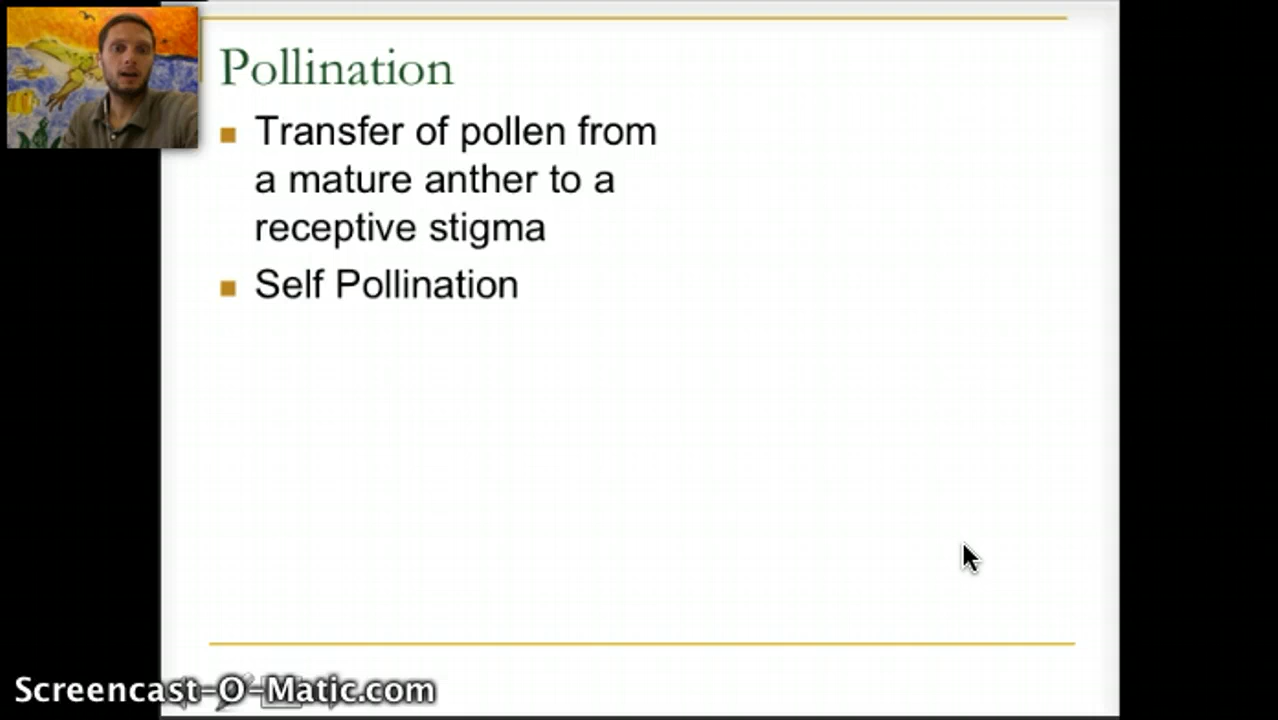 Pollination
Transfer of pollen from
a mature anther to a
receptive stigma
Self Pollination
Screencast-O-Matic.com